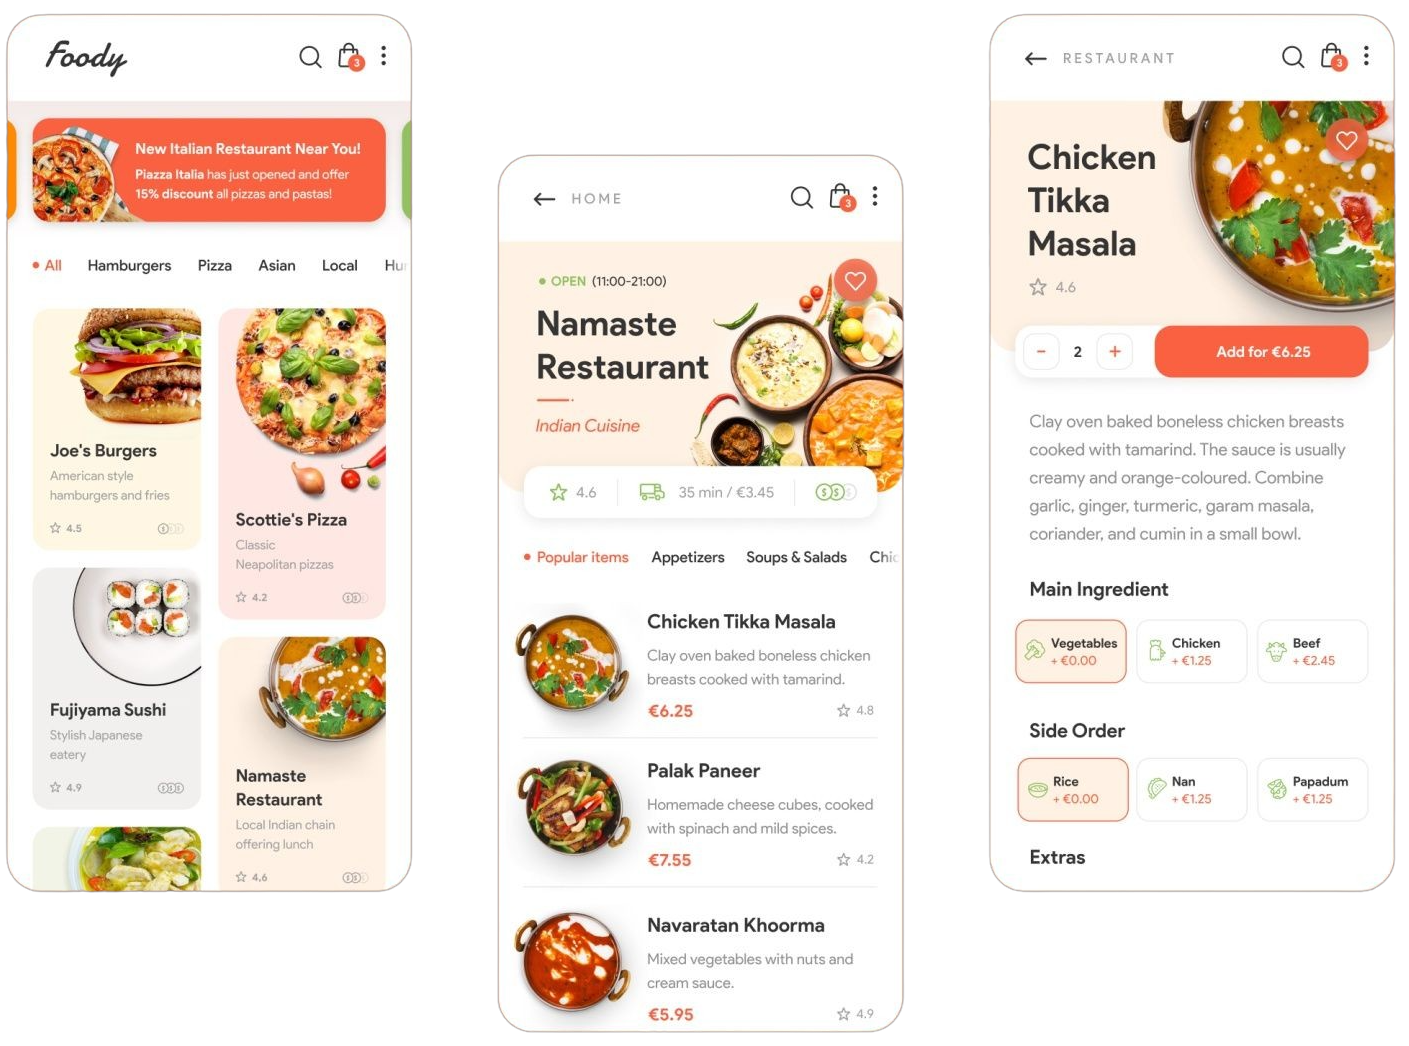 Foody
3
New Italian Restaurant Near You!
Piazza Italia has just opened and offer
15% discount all pizzas and pastas!
All Hamburgers Pizza Asian Local Hur
Joe's Burgers
American style
hamburgers and fries
4.5
Scottie's Pizza
Classic
Neapolitan pizzas
4.2
Fujiyama Sushi
Stylish Japanese
eatery
4.9
Namaste
Restaurant
Local Indian chain
offering lunch
4.6
HOME
3
OPEN (11:00-21:00)
Namaste
Restaurant
Indian Cuisine
4.6 35 min / €3.45
Popular items Appetizers Soups & Salads Chic
Chicken Tikka Masala
Clay oven baked boneless chicken
breasts cooked with tamarind.
€6.25 4.8
Palak Paneer
Homemade cheese cubes, cooked
with spinach and mild spices.
€7.55 4.2
Navaratan Khoorma
Mixed vegetables with nuts and
cream sauce.
€5.95 4.9
RESTAURANT
3
Chicken
Tikka
Masala
4.6
- 2 + Add for €6.25
Clay oven baked boneless chicken breasts
cooked with tamarind. The sauce is usually
creamy and orange-coloured. Combine
garlic, ginger, turmeric, garam masala,
coriander, and cumin in a small bowl.
Main Ingredient
Vegetables
+ €0.00
Chicken
+ €1.25
Beef
+ €2.45
Side Order
Rice
+ €0.00
Nan
+ €1.25
Papadum
+ €1.25
Extras